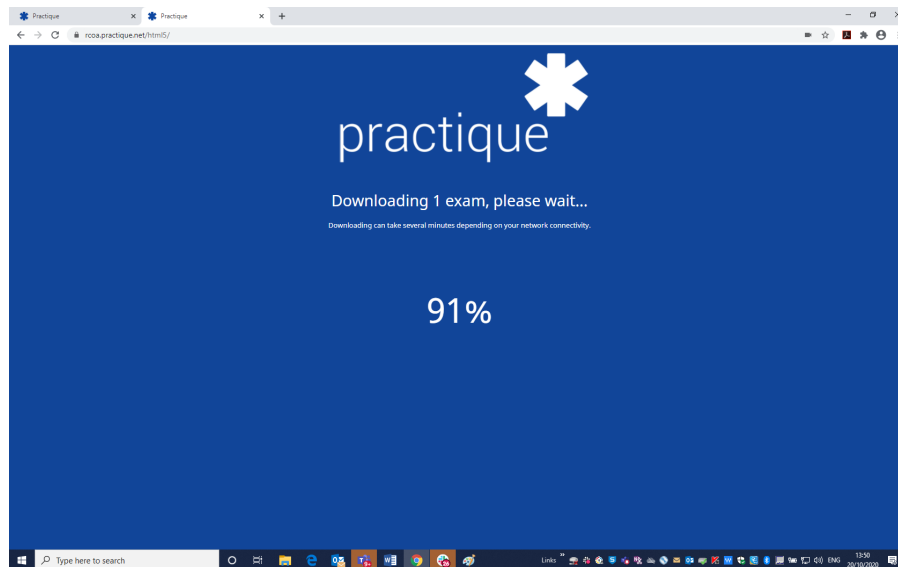 Practique
Practique
rcoa.practique.net/html5/
practique
Downloading 1 exam, please wait...
Downloading can take several minutes depending on your network connectivity.
91%
Type here to search
Links
ENG
13:50
20/10/2020